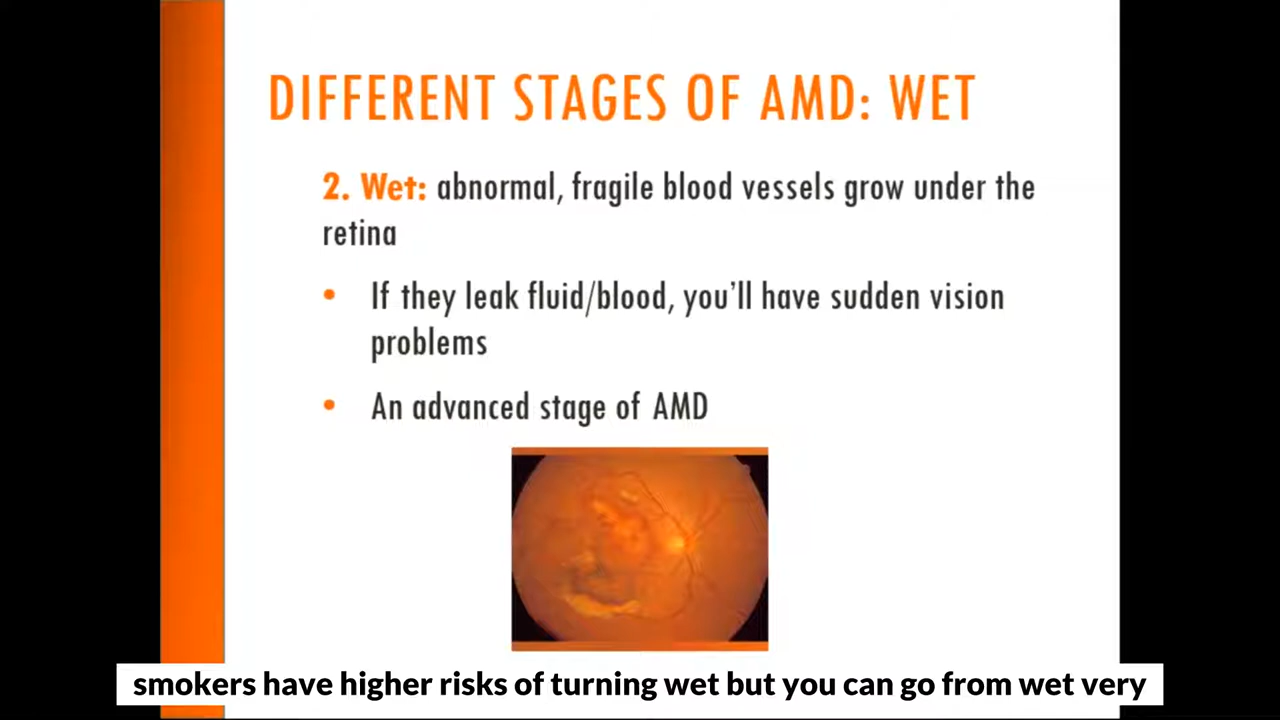 DIFFERENT STAGES OF AMD: WET
2. Wet: abnormal, fragile blood vessels grow under the
retina
• If they leak fluid/blood, you’ll have sudden vision
problems
• An advanced stage of AMD
smokers have higher risks of turning wet but you can go from wet very